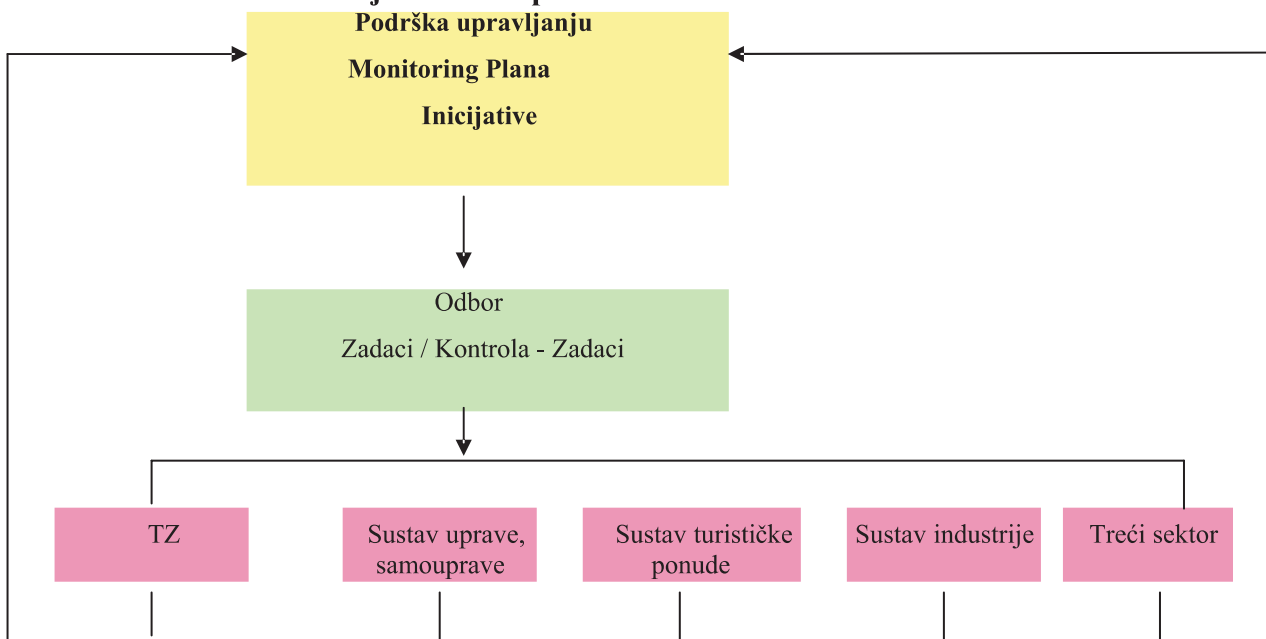 Podrška upravljanju
Monitoring Plana
Inicijative
Odbor
Zadaci / Kontrola - Zadaci
TZ
Sustav uprave,
samouprave
Sustav turističke
ponude
Sustav industrije
Treći sektor